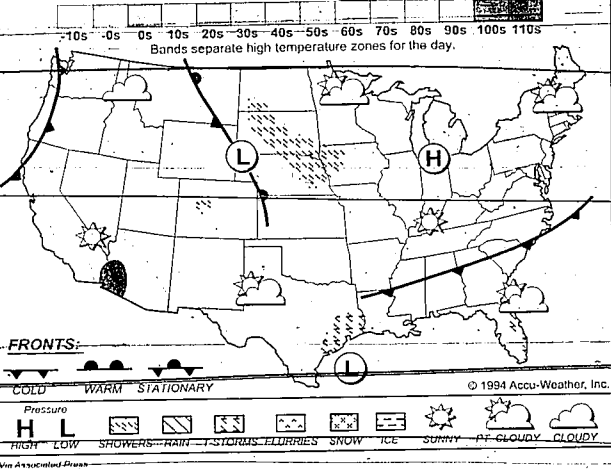 -10s -0s 0s 10s 20s 30s 40s 50s 60s 70s 80s 90s 100s 110s
Bands separate high temperature zones for the day.
L
H
L
FRONTS:
COLD WARM STATIONARY
© 1994 Accu-Weather, Inc.
Pressure
H L
HIGH LOW SHOWERS RAIN T-STORMS FLURRIES SNOW ICE SUNNY PT. CLOUDY CLOUDY
Via Associated Press